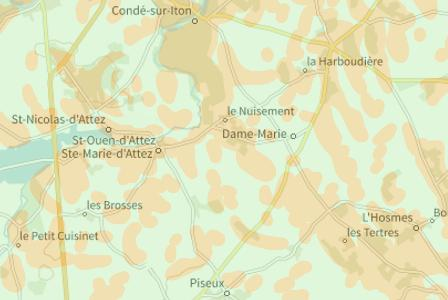 Condé-sur-Iton
la Harboudière
le Nuisement
St-Nicolas-d'Attez
Dame-Marie
St-Ouen-d'Attez
Ste-Marie-d'Attez
les Brosses
Bo
L'Hosmes
le Petit Cuisinet
les Tertres
Piseux